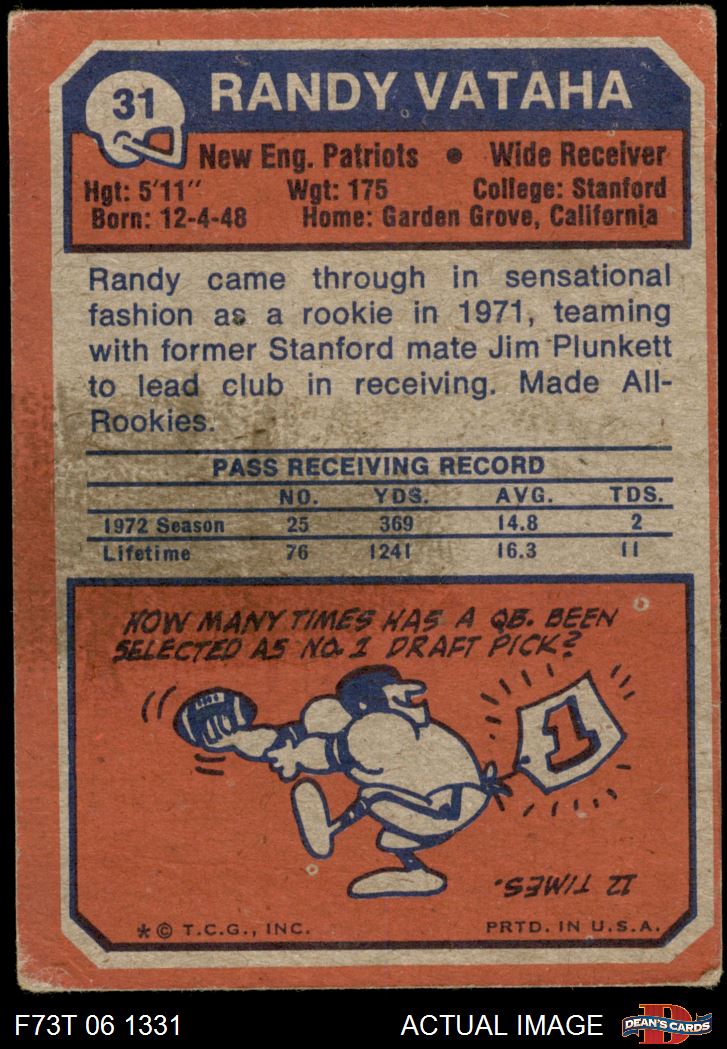 31
RANDY VATAHA
New Eng. Patriots • Wide Receiver
Hgt: 5'11" Wgt: 175 College: Stanford
Born: 12-4-48 Home: Garden Grove, California
Randy came through in sensational
fashion as a rookie in 1971, teaming
with former Stanford mate Jim Plunkett
to lead club in receiving. Made All-
Rookies.
PASS RECEIVING RECORD
NO. YDS. AVG. TDS.
1972 Season 25 369 14.8 2
Lifetime 76 1241 16.3 11
HOW MANY TIMES HAS A QB. BEEN
SELECTED AS NO. 1 DRAFT PICK?
1
12 TIMES.
* © T.C.G., INC. PRTD. IN U.S.A.
F73T 06 1331 ACTUAL IMAGE D DEAN'S CARDS